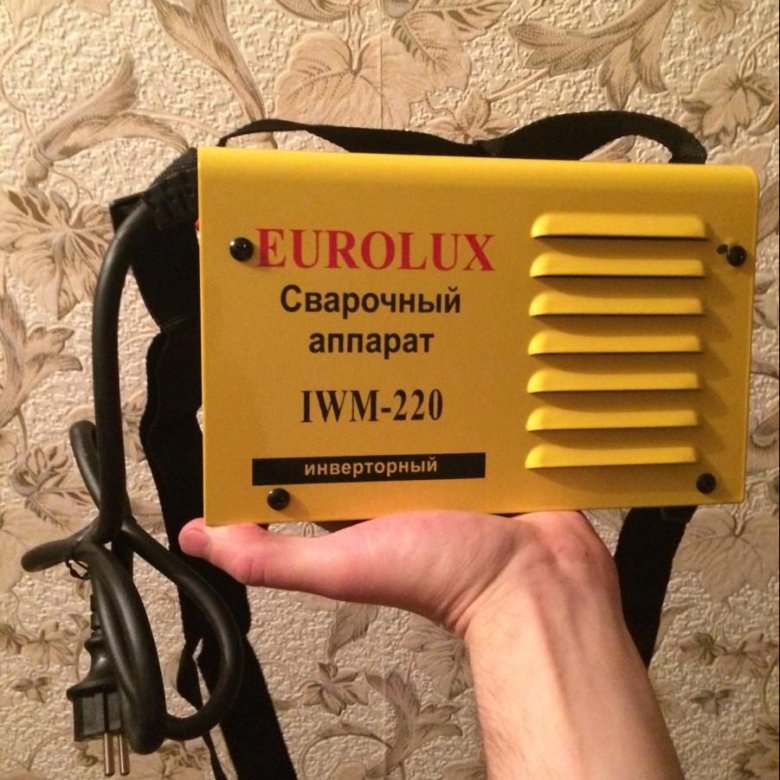 EUROLUX
Сварочный
аппарат
IWM-220
инверторный